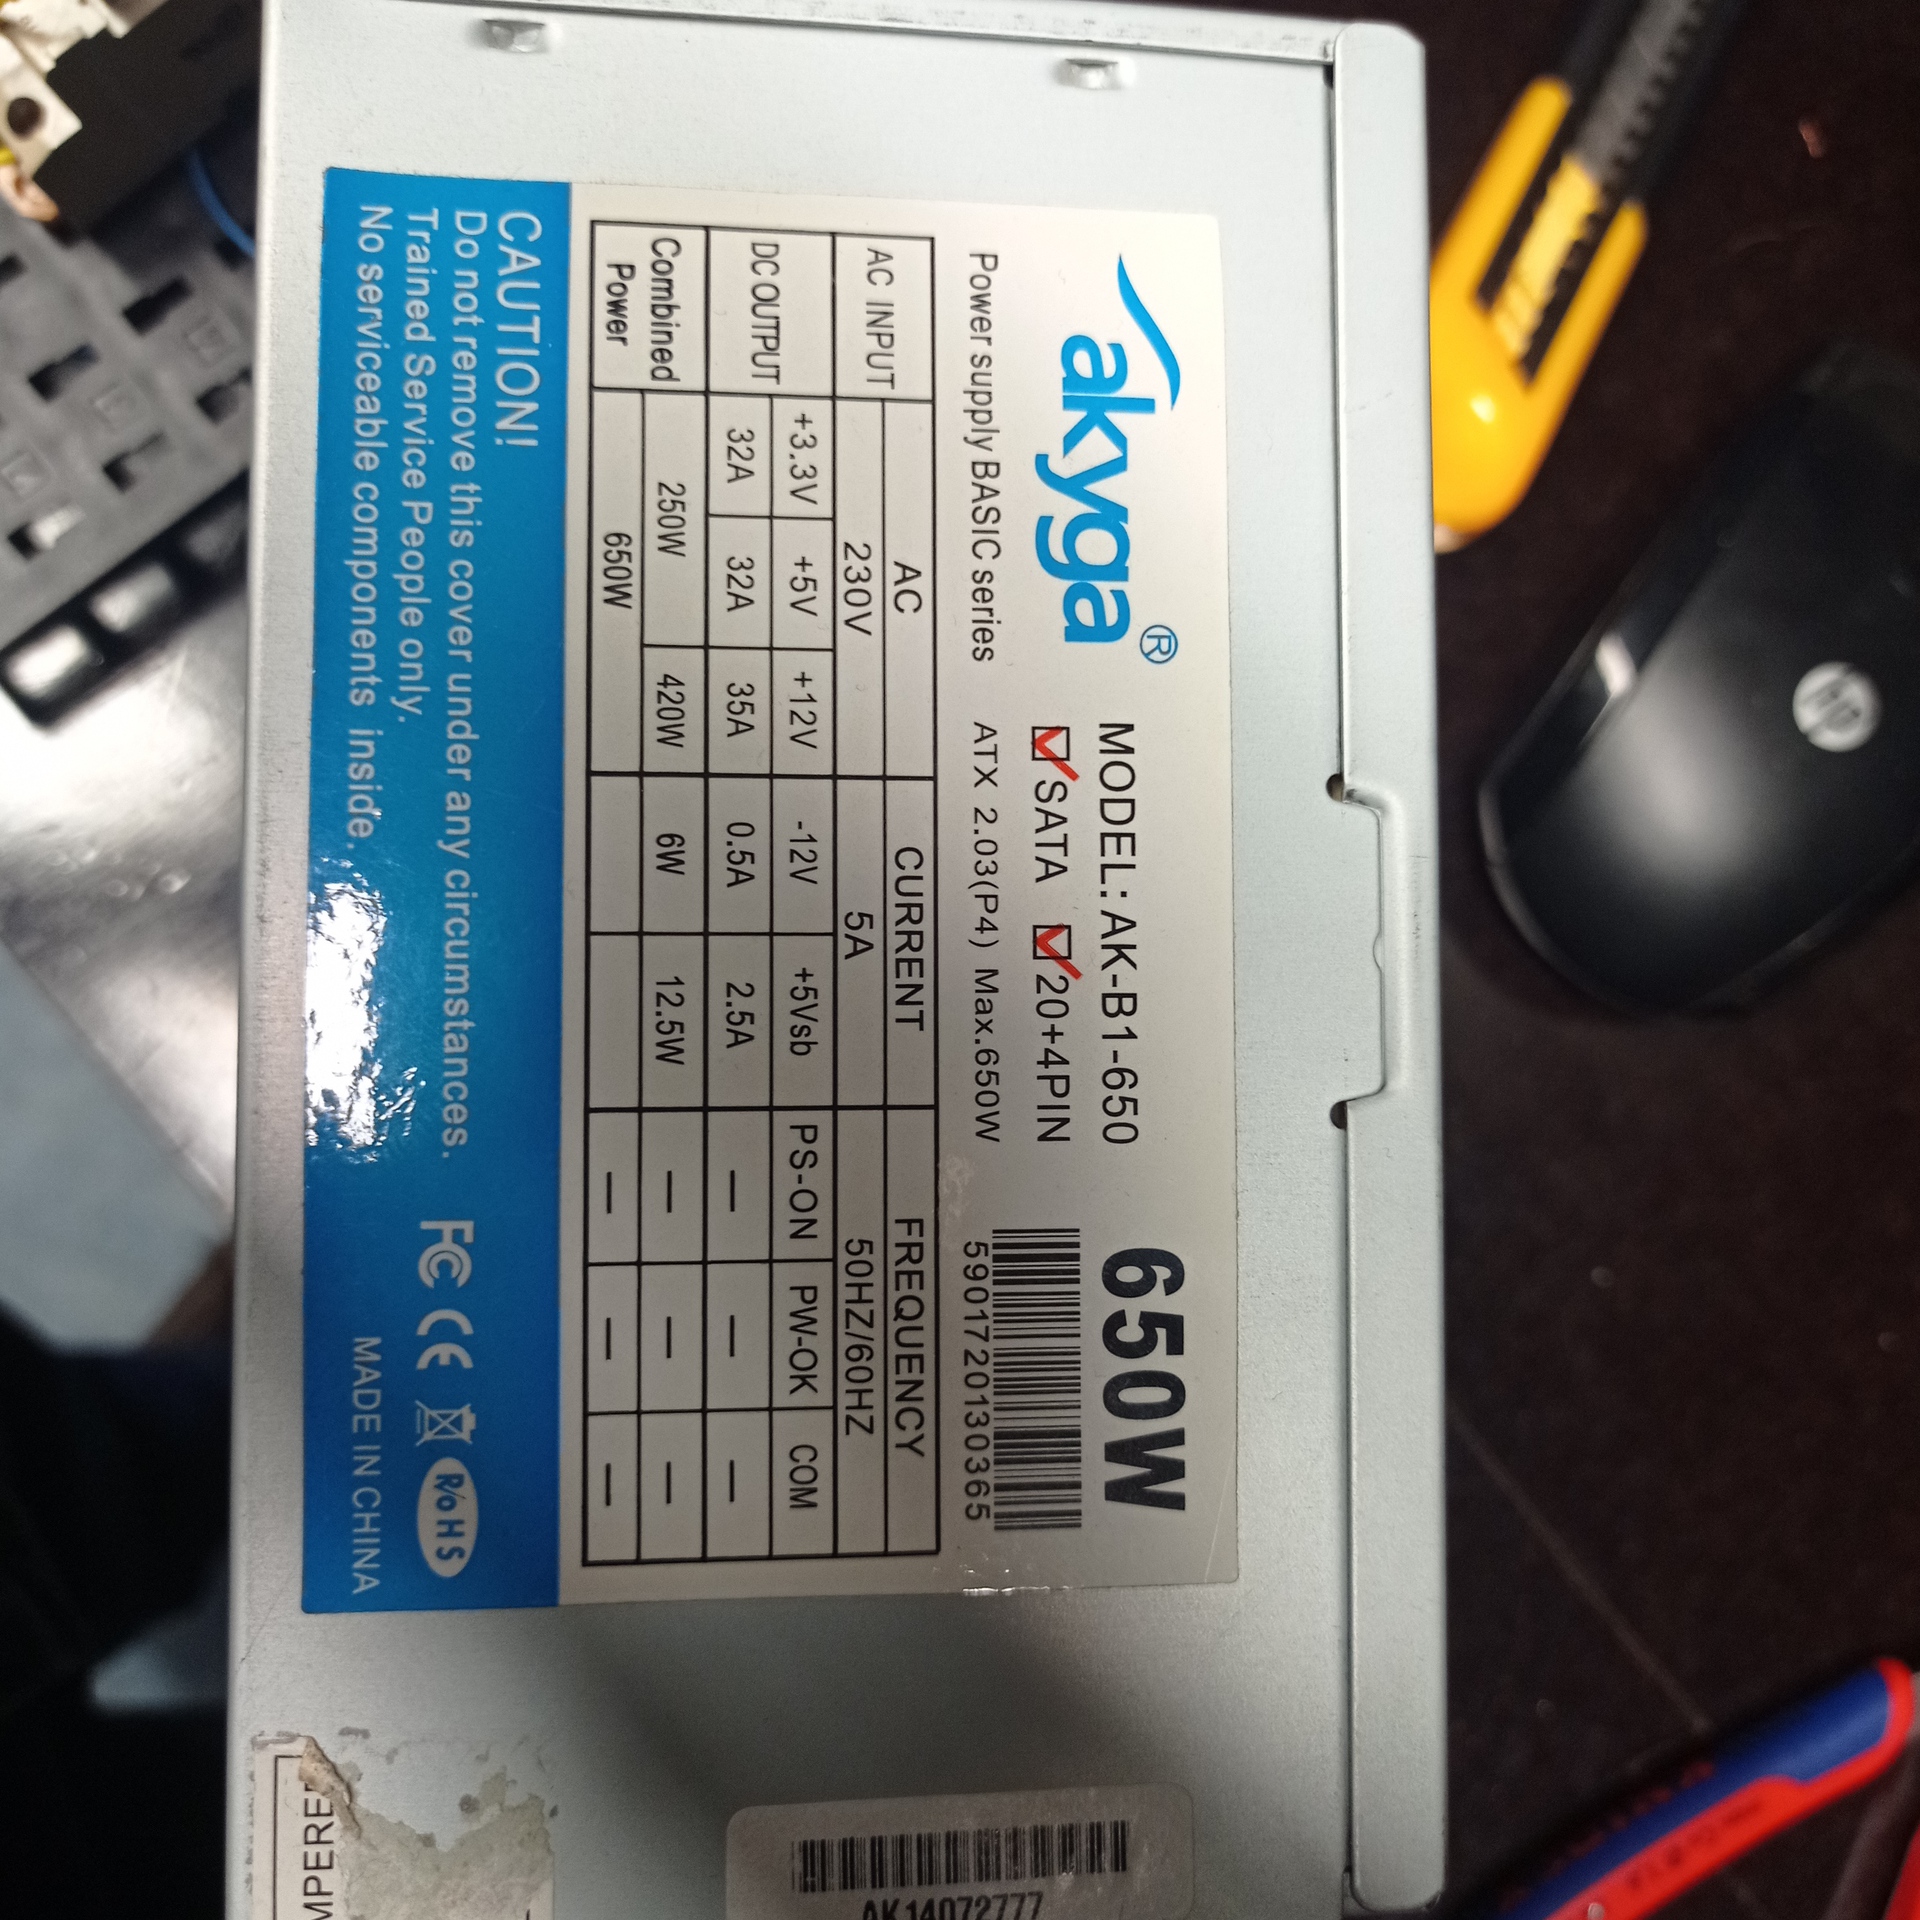 akyga®
Power supply BASIC series
MODEL: AK-B1-650
SATA 20+4PIN
ATX 2.03(P4) Max.650W
650W
5901720130365
AC INPUT AC CURRENT FREQUENCY
230V 5A 50HZ/60HZ
DC OUTPUT +3.3V +5V +12V -12V +5Vsb PS-ON PW-OK COM
32A 32A 35A 0.5A 2.5A — — —
Combined Power 250W 420W 6W 12.5W — — —
650W — — —
CAUTION!
Do not remove this cover under any circumstances.
Trained Service People only.
No serviceable components inside.
FC CE RoHS
MADE IN CHINA
AK14072777
hp